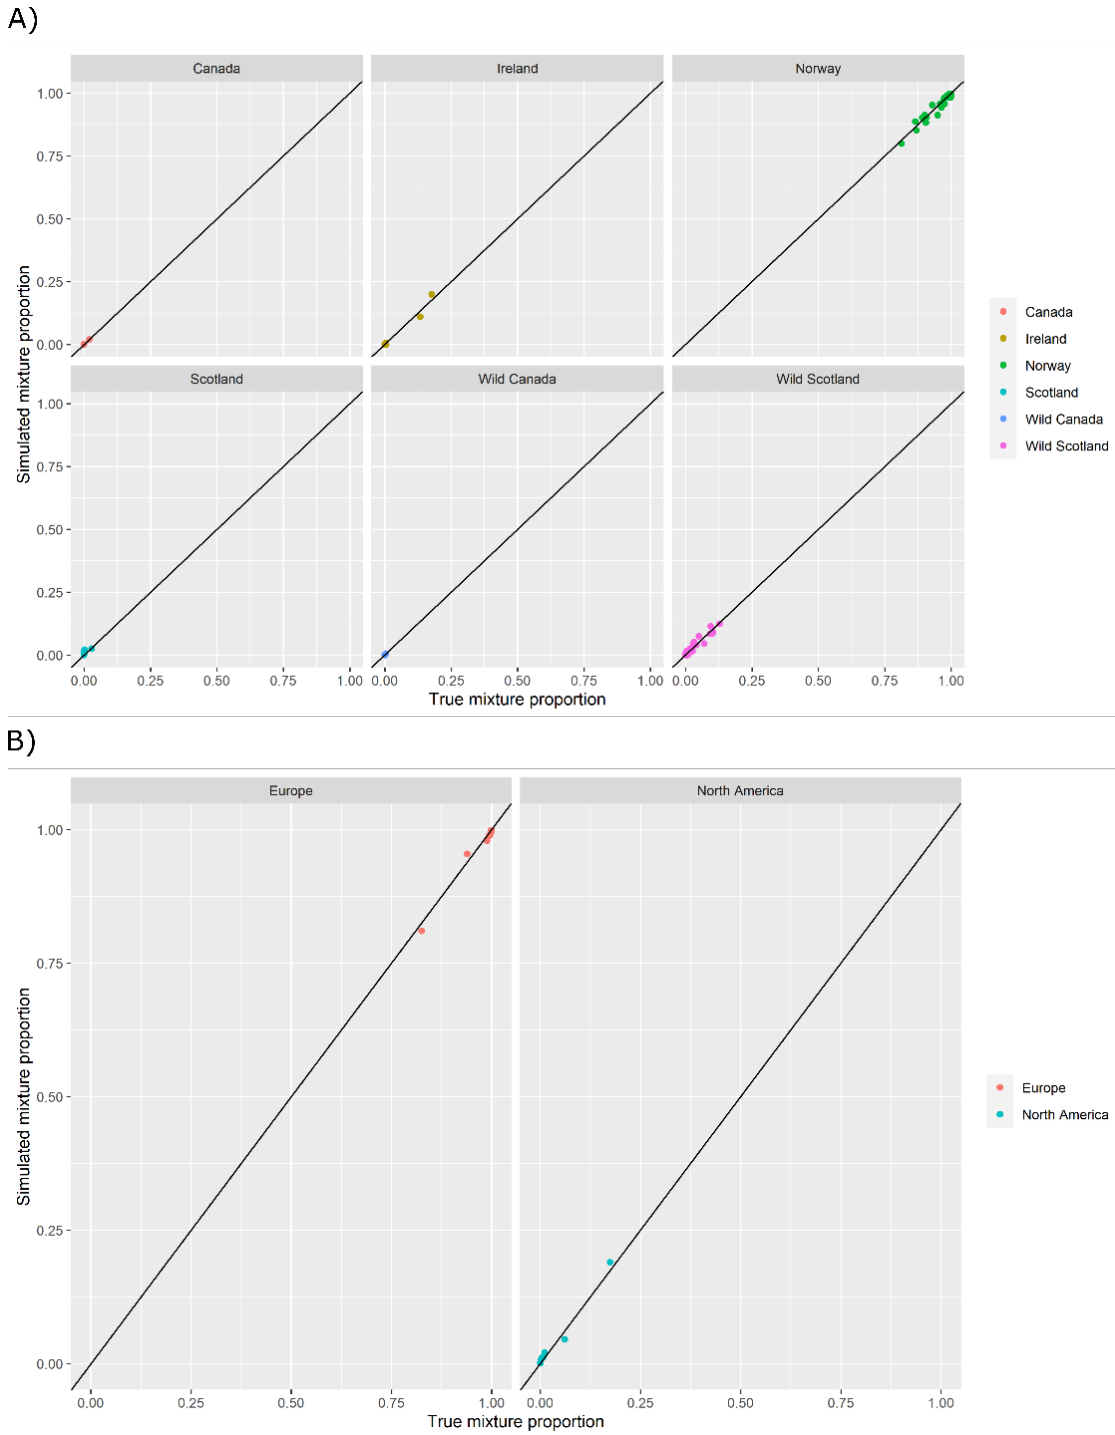 A)
Canada Ireland Norway
1.00
0.75
0.50
0.25
0.00
Simulated mixture proportion
Scotland Wild Canada Wild Scotland
1.00
0.75
0.50
0.25
0.00
0.00 0.25 0.50 0.75 1.00 0.00 0.25 0.50 0.75 1.00 0.00 0.25 0.50 0.75 1.00
True mixture proportion
Canada
Ireland
Norway
Scotland
Wild Canada
Wild Scotland
B)
Europe North America
1.00
0.75
0.50
0.25
0.00
Simulated mixture proportion
0.00 0.25 0.50 0.75 1.00 0.00 0.25 0.50 0.75 1.00
True mixture proportion
Europe
North America